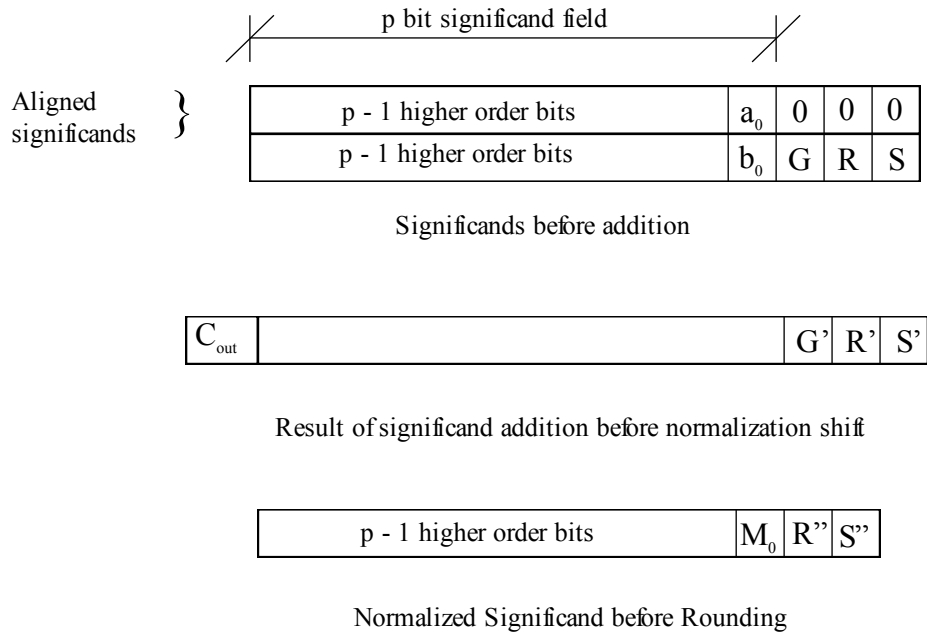 p bit significand field
Aligned
significands
}
p - 1 higher order bits a₀ 0 0 0
p - 1 higher order bits b₀ G R S
Significands before addition
Cout G’ R’ S’
Result of significand addition before normalization shift
p - 1 higher order bits M₀ R” S”
Normalized Significand before Rounding